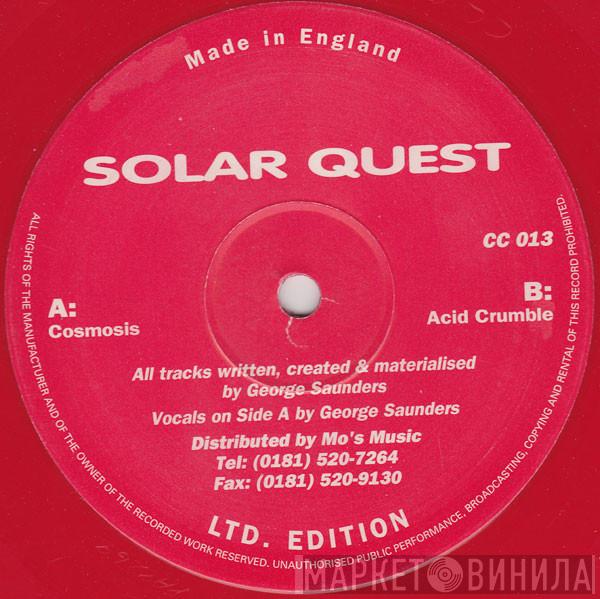 Made in England
SOLAR QUEST
CC 013
A:
Cosmosis
B:
Acid Crumble
All tracks written, created & materialised
by George Saunders
Vocals on Side A by George Saunders
Distributed by Mo's Music
Tel: (0181) 520-7264
Fax: (0181) 520-9130
LTD. EDITION
ALL RIGHTS OF THE MANUFACTURER AND OF THE OWNER OF THE RECORDED WORK RESERVED. UNAUTHORISED PUBLIC PERFORMANCE, BROADCASTING, COPYING AND RENTAL OF THIS RECORD PROHIBITED.
МАРКЕТ ВИНИЛА